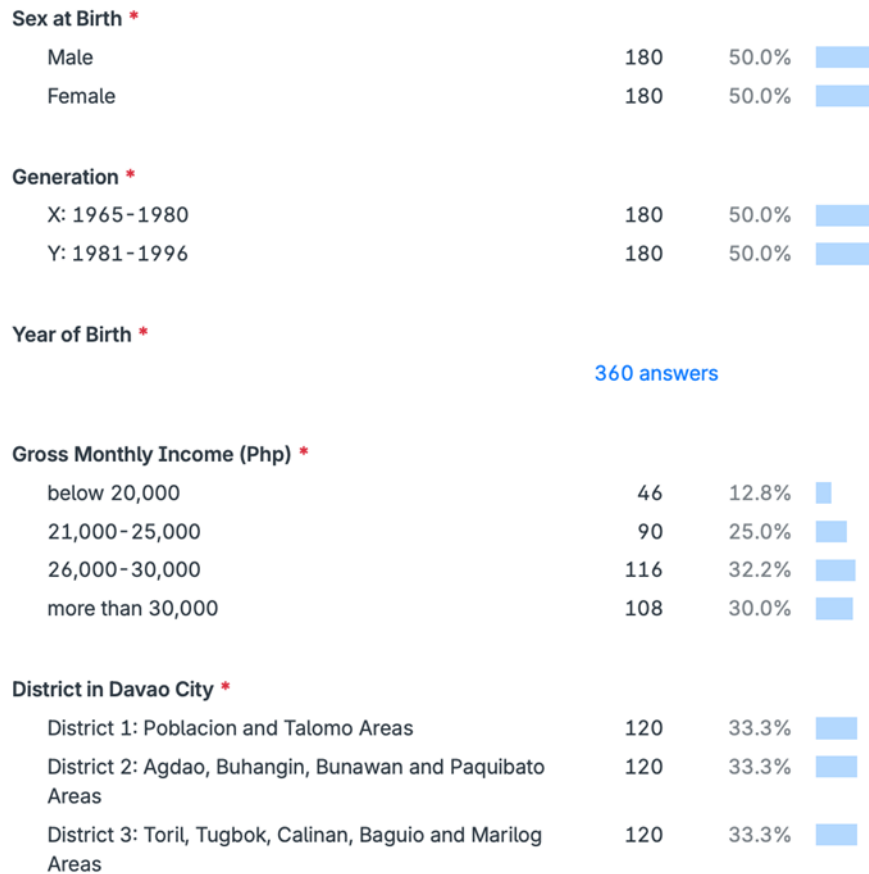 Sex at Birth *
Male 180 50.0%
Female 180 50.0%
Generation *
X: 1965-1980 180 50.0%
Y: 1981-1996 180 50.0%
Year of Birth *
360 answers
Gross Monthly Income (Php) *
below 20,000 46 12.8%
21,000-25,000 90 25.0%
26,000-30,000 116 32.2%
more than 30,000 108 30.0%
District in Davao City *
District 1: Poblacion and Talomo Areas 120 33.3%
District 2: Agdao, Buhangin, Bunawan and Paquibato 120 33.3%
Areas
District 3: Toril, Tugbok, Calinan, Baguio and Marilog 120 33.3%
Areas